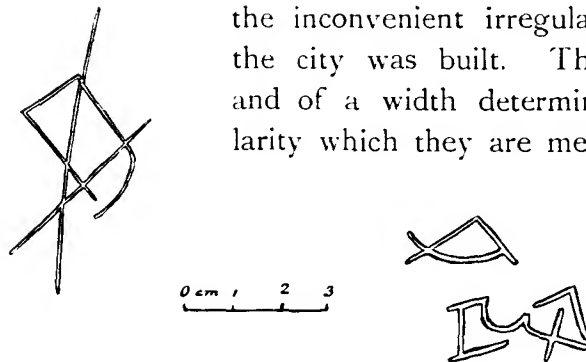 the inconvenient irregula
the city was built. Th
and of a width determin
larity which they are me
0 cm 1 2 3